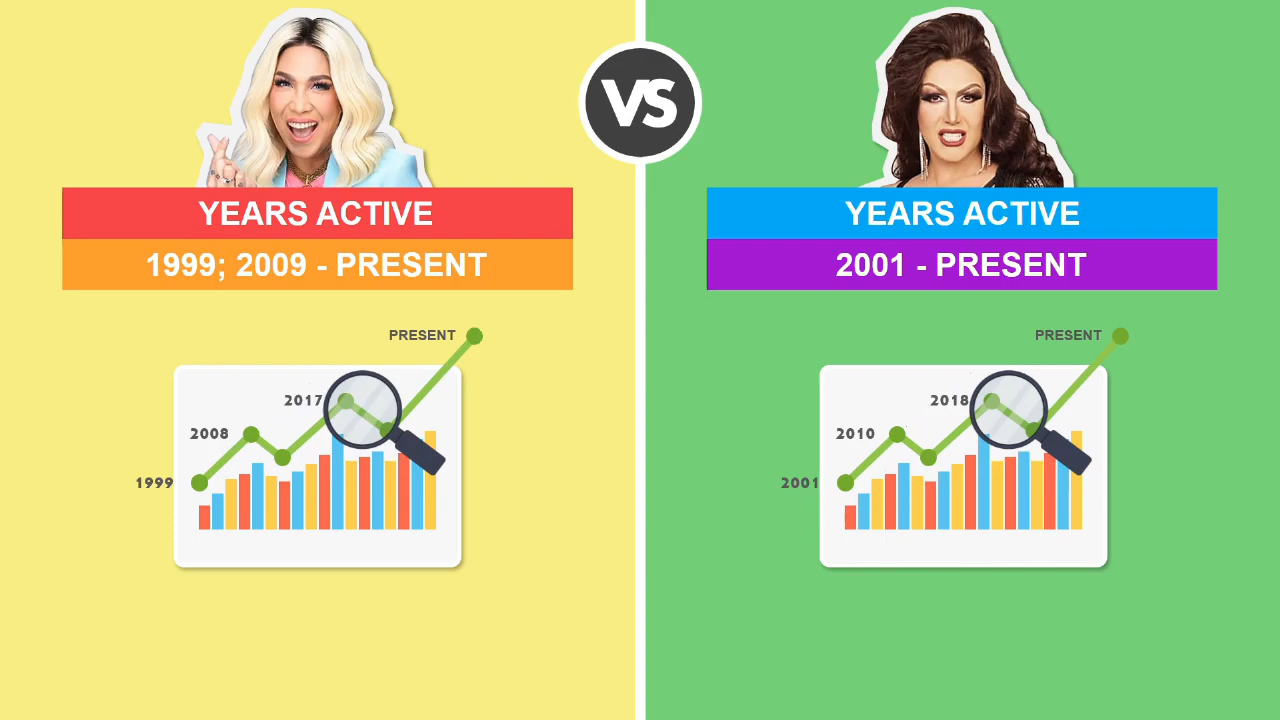 VS
YEARS ACTIVE
1999; 2009 - PRESENT
PRESENT
2017
2008
1999
YEARS ACTIVE
2001 - PRESENT
PRESENT
2018
2010
2001